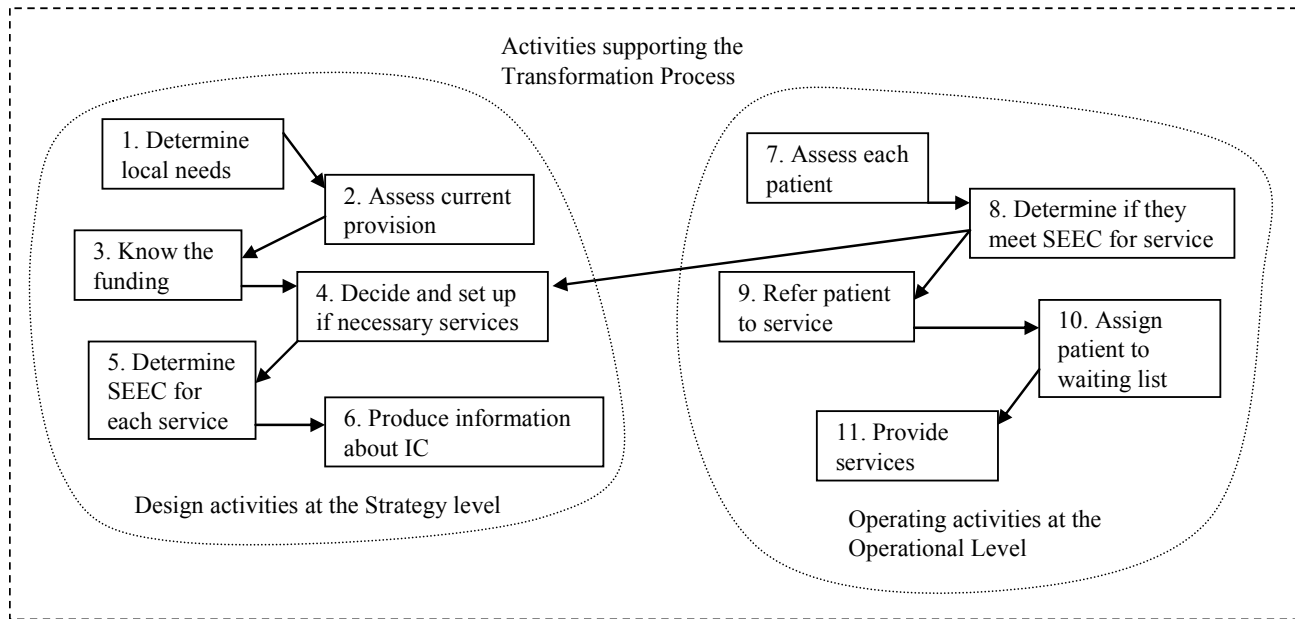 Activities supporting the
Transformation Process
1. Determine
local needs
2. Assess current
provision
3. Know the
funding
4. Decide and set up
if necessary services
5. Determine
SEEC for
each service
6. Produce information
about IC
Design activities at the Strategy level
7. Assess each
patient
8. Determine if they
meet SEEC for service
9. Refer patient
to service
10. Assign
patient to
waiting list
11. Provide
services
Operating activities at the
Operational Level